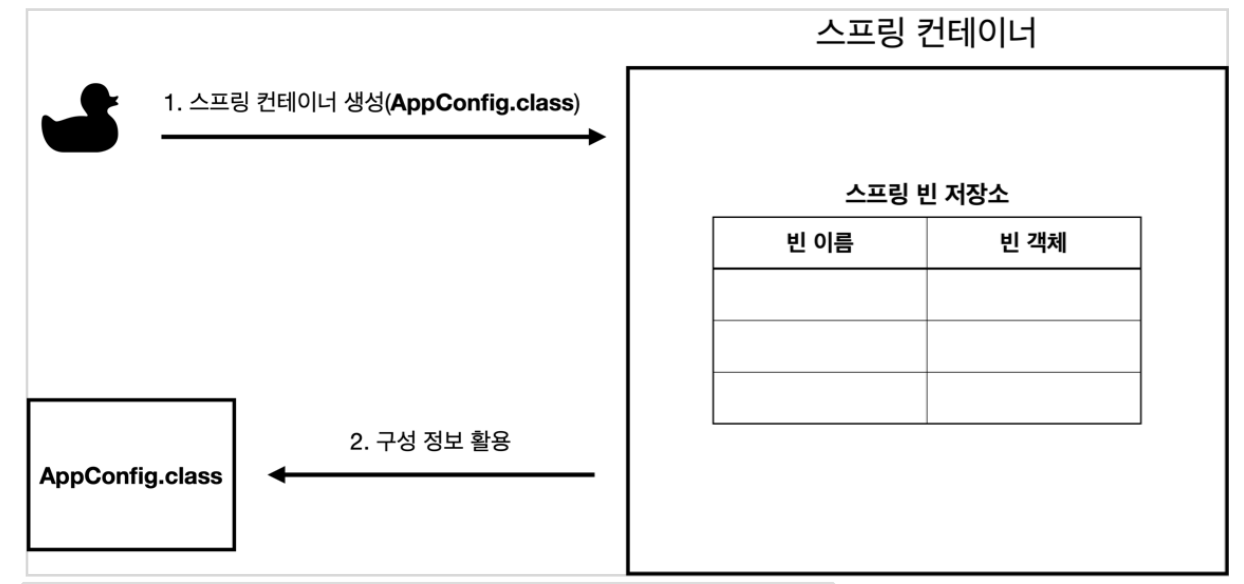 스프링 컨테이너
1. 스프링 컨테이너 생성(AppConfig.class)
스프링 빈 저장소
빈 이름 빈 객체
2. 구성 정보 활용
AppConfig.class